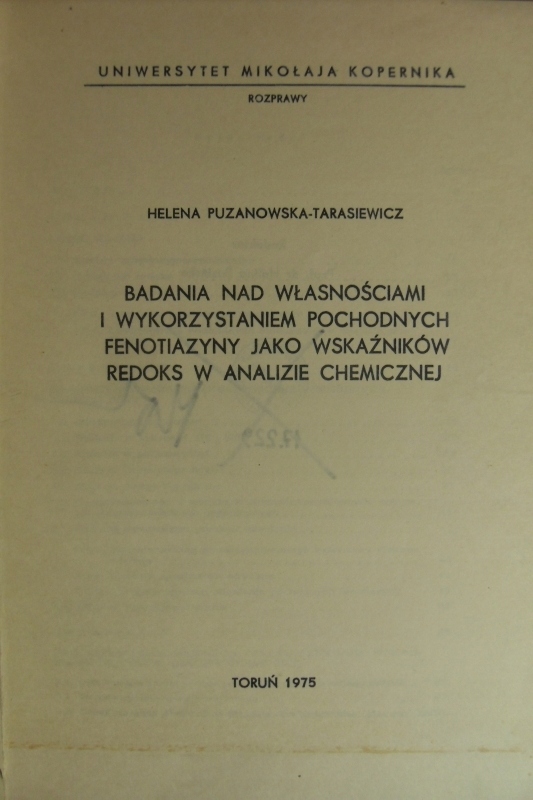 UNIWERSYTET MIKOŁAJA KOPERNIKA
ROZPRAWY
HELENA PUZANOWSKA-TARASIEWICZ
BADANIA NAD WŁASNOŚCIAMI
I WYKORZYSTANIEM POCHODNYCH
FENOTIAZYNY JAKO WSKAŹNIKÓW
REDOKS W ANALIZIE CHEMICZNEJ
TORUŃ 1975